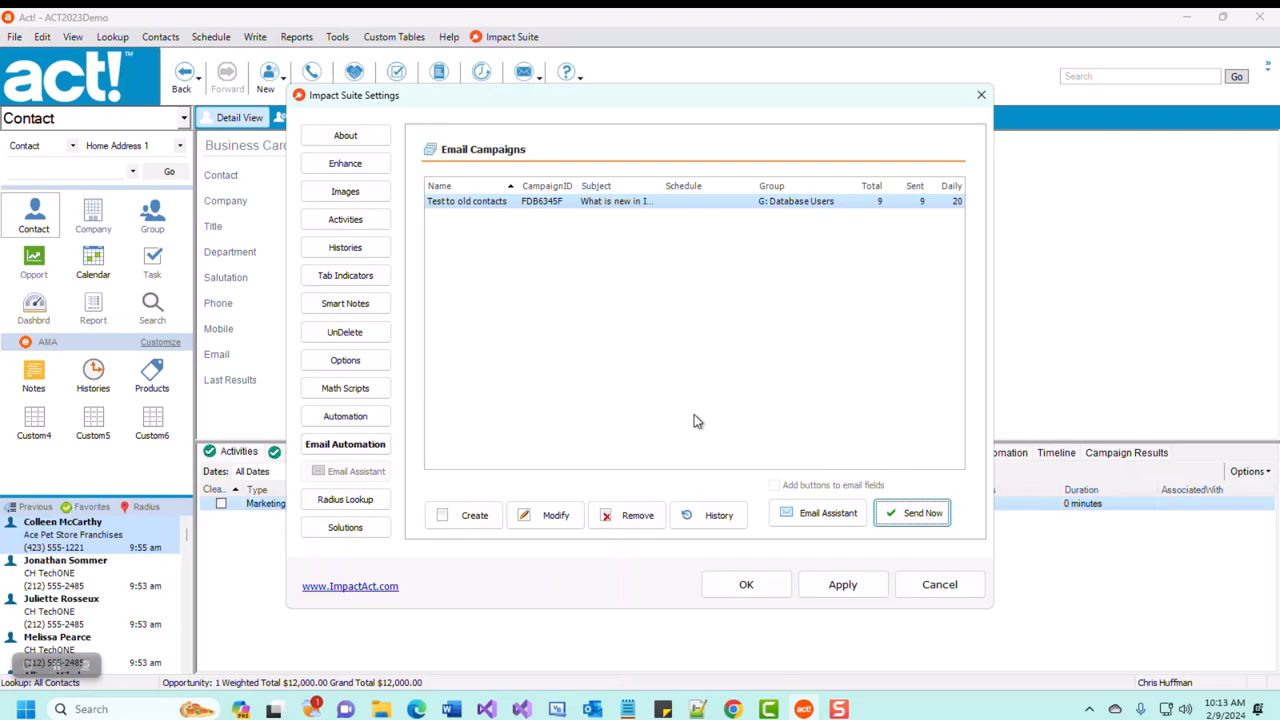 Act! - ACT2023Demo
File Edit View Lookup Contacts Schedule Write Reports Tools Custom Tables Help Impact Suite
act!™
Back Forward New
Search Go
Contact
Detail View
Contact Home Address 1
Go
Contact Company Group
Opport Calendar Task
Dashbrd Report Search
AMA Customize
Notes Histories Products
Custom4 Custom5 Custom6
Previous Favorites Radius
Colleen McCarthy
Ace Pet Store Franchises
(423) 555-1221 9:55 am
Jonathan Sommer
CH TechONE
(212) 555-2485 9:53 am
Juliette Rosseux
CH TechONE
(212) 555-2485 9:53 am
Melissa Pearce
CH TechONE
(212) 555-2485 9:53 am
Business Card
Contact
Company
Title
Department
Salutation
Phone
Mobile
Email
Last Results
Impact Suite Settings
About
Enhance
Images
Activities
Histories
Tab Indicators
Smart Notes
UnDelete
Options
Math Scripts
Automation
Email Automation
Email Assistant
Radius Lookup
Solutions
Email Campaigns
Name CampaignID Subject Schedule Group Total Sent Daily
Test to old contacts FDB6345F What is new in I... G: Database Users 9 9 20
Add buttons to email fields
Create Modify Remove History Email Assistant Send Now
www.ImpactAct.com
OK Apply Cancel
Activities
Dates: All Dates
Clea... Type
Marketing
omation Timeline Campaign Results
Options
Duration AssociatedWith
0 minutes
Lookup: All Contacts Opportunity: 1 Weighted Total $12,000.00 Grand Total $12,000.00 Chris Huffman
Search
10:13 AM
2/9/2024